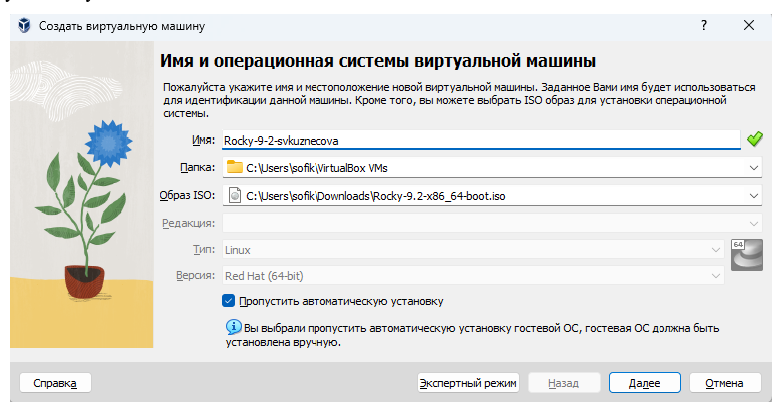 Создать виртуальную машину
?
Имя и операционная системы виртуальной машины
Пожалуйста укажите имя и местоположение новой виртуальной машины. Заданное Вами имя будет использоваться
для идентификации данной машины. Кроме того, вы можете выбрать ISO образ для установки операционной
системы.
Имя: Rocky-9-2-svkuznecova
Папка: C:\Users\sofik\VirtualBox VMs
Образ ISO: C:\Users\sofik\Downloads\Rocky-9.2-x86_64-boot.iso
Редакция:
Тип: Linux 64
Версия: Red Hat (64-bit)
Пропустить автоматическую установку
Вы выбрали пропустить автоматическую установку гостевой ОС, гостевая ОС должна быть
установлена вручную.
Справка Экспертный режим Назад Далее Отмена